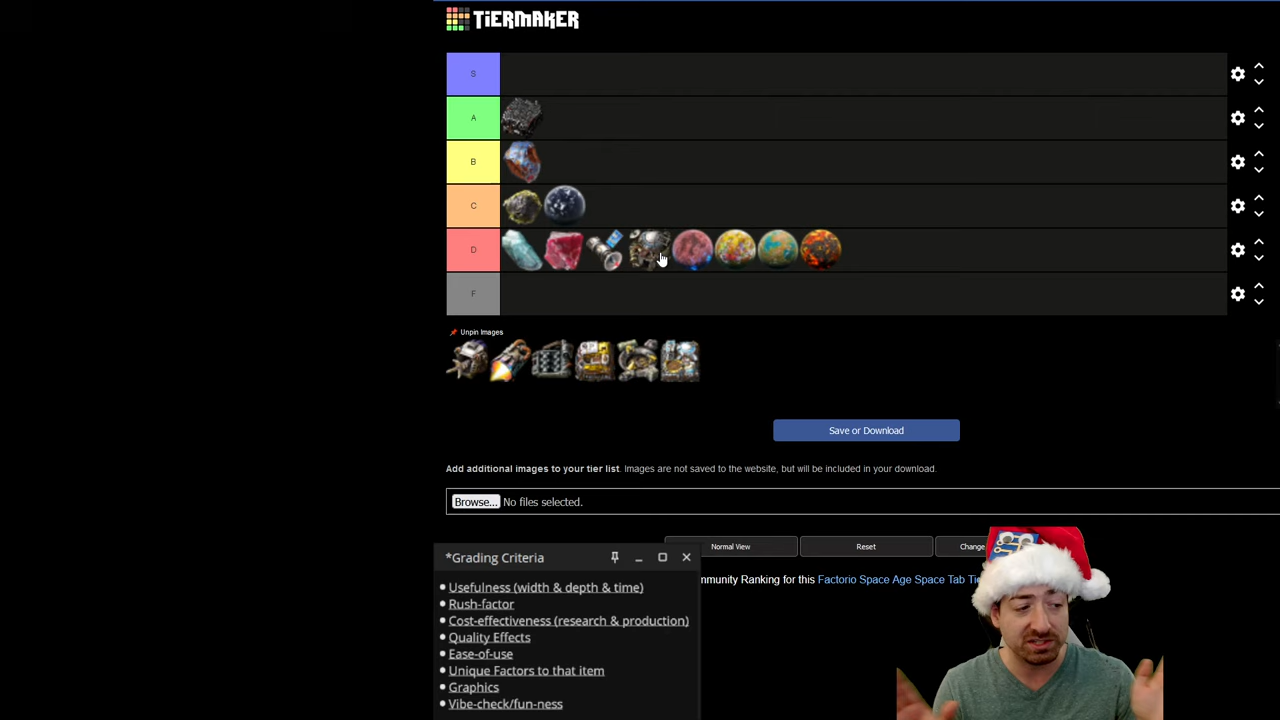 TiERMAKER
S
A
B
C
D
F
Unpin Images
Save or Download
Add additional images to your tier list. Images are not saved to the website, but will be included in your download.
Browse... No files selected.
Normal View Reset Change
mmunity Ranking for this Factorio Space Age Space Tab Tie
*Grading Criteria
Usefulness (width & depth & time)
Rush-factor
Cost-effectiveness (research & production)
Quality Effects
Ease-of-use
Unique Factors to that item
Graphics
Vibe-check/fun-ness